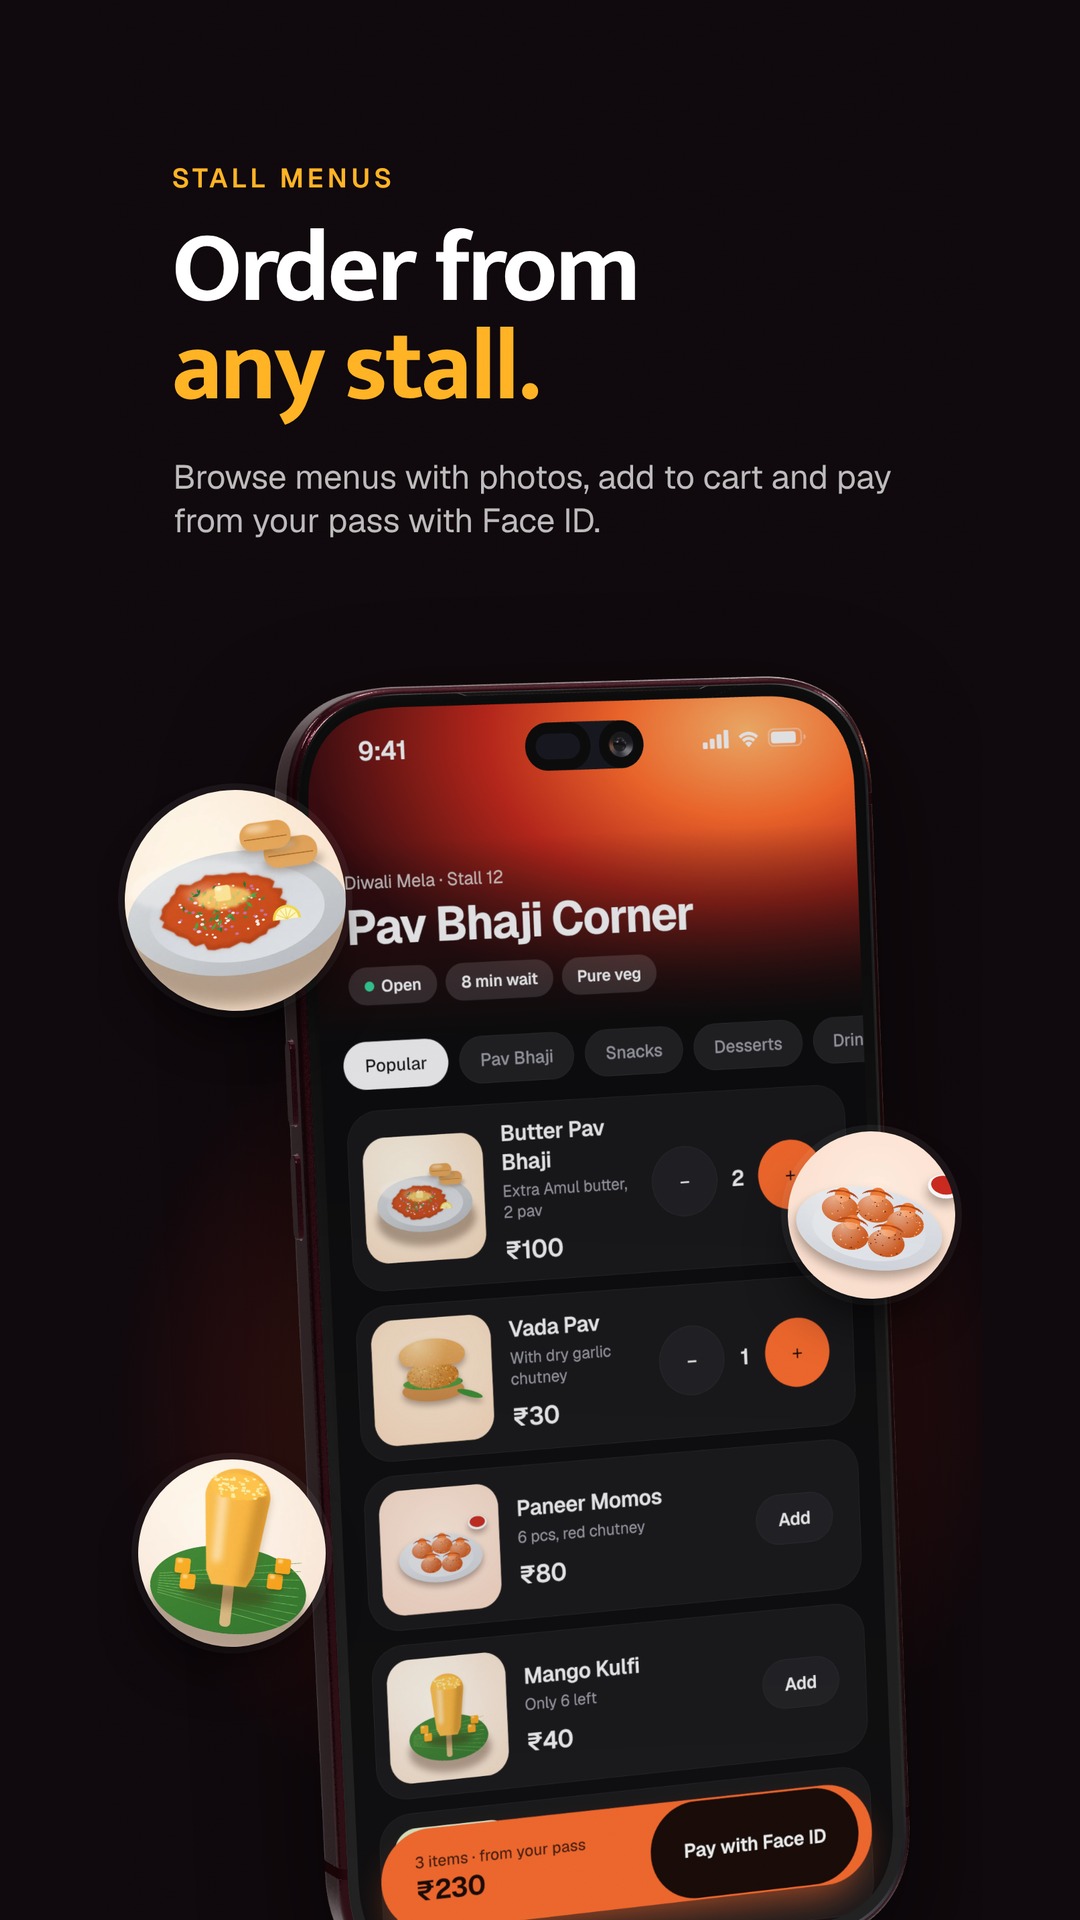 STALL MENUS
Order from
any stall.
Browse menus with photos, add to cart and pay
from your pass with Face ID.
9:41
Diwali Mela · Stall 12
Pav Bhaji Corner
Open 8 min wait Pure veg
Popular Pav Bhaji Snacks Desserts Drin
Butter Pav
Bhaji
Extra Amul butter,
2 pav
₹100
− 2 +
Vada Pav
With dry garlic
chutney
₹30
− 1 +
Paneer Momos
6 pcs, red chutney
₹80
Add
Mango Kulfi
Only 6 left
₹40
Add
3 items · from your pass
₹230
Pay with Face ID